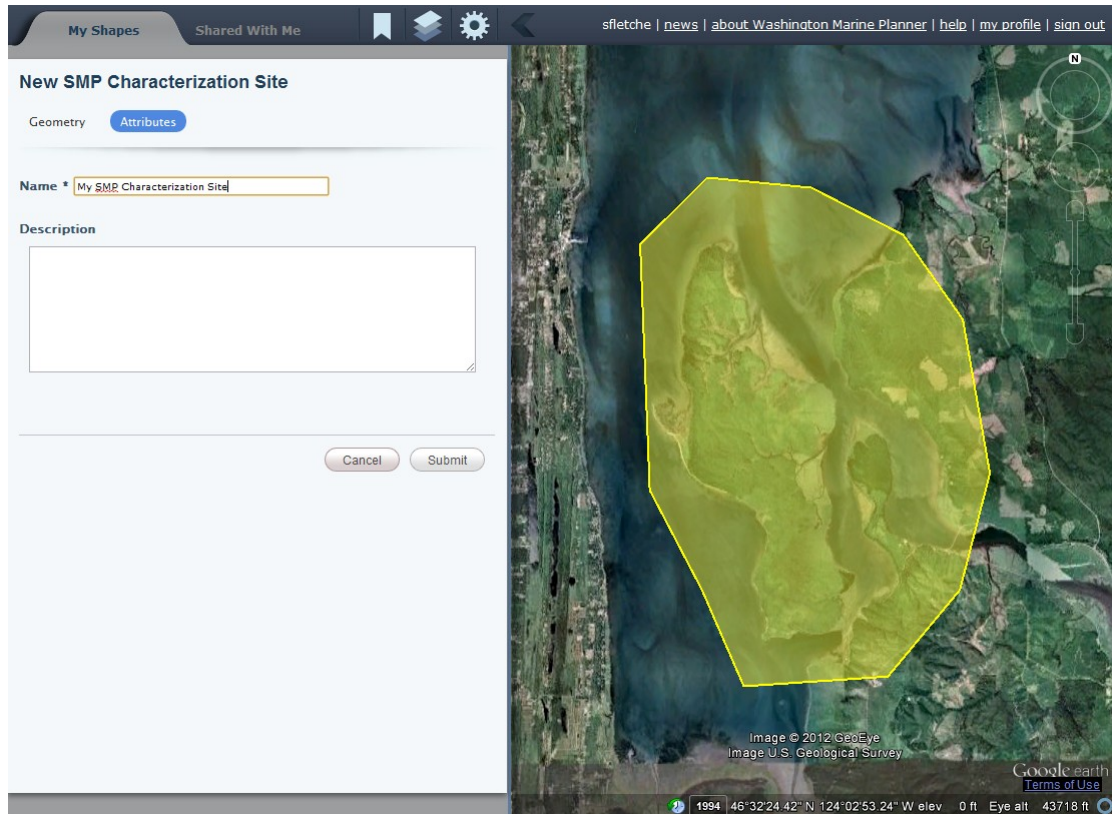 My Shapes
Shared With Me
sfletche | news | about Washington Marine Planner | help | my profile | sign out
New SMP Characterization Site
Geometry
Attributes
Name * My SMP Characterization Site
Description
Cancel
Submit
N
Image © 2012 GeoEye
Image U.S. Geological Survey
Google earth
Terms of Use
1994 46°32'24.42" N 124°02'53.24" W elev 0 ft Eye alt 43718 ft